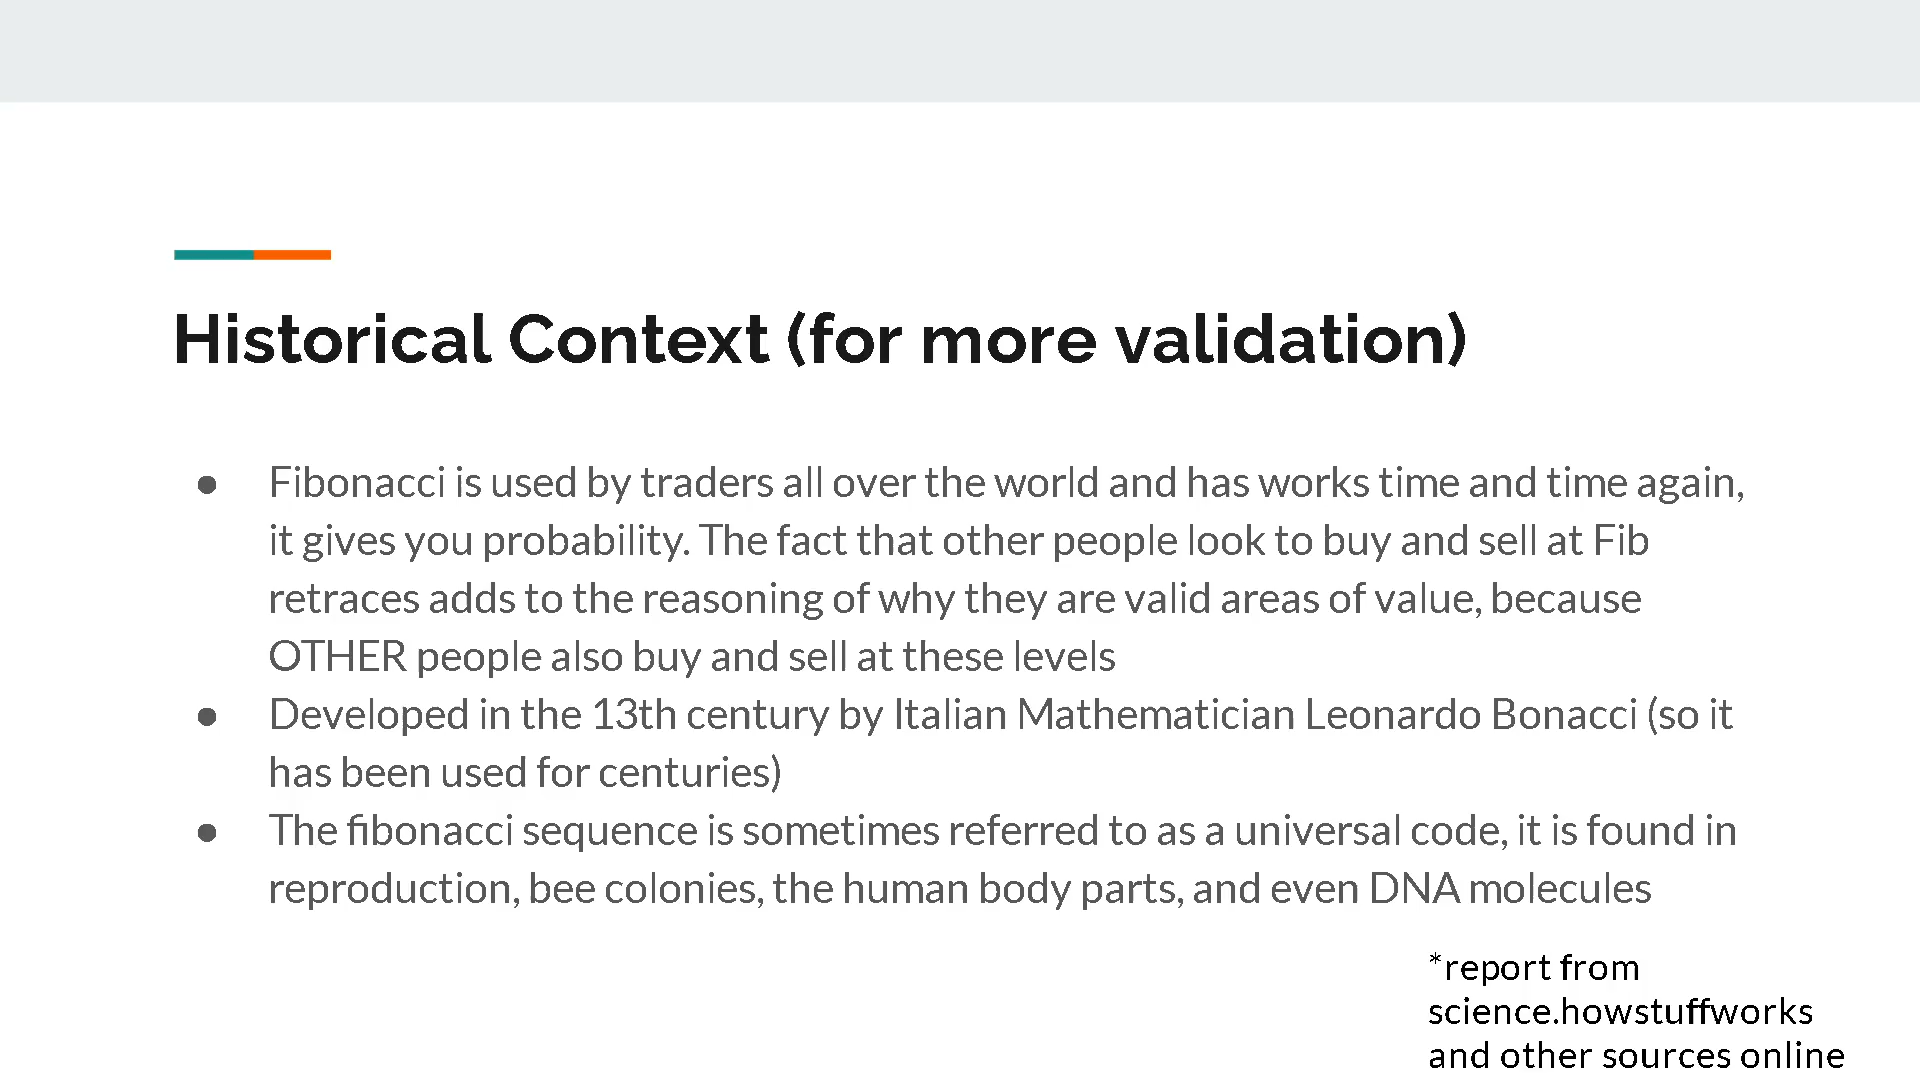 Historical Context (for more validation)
● Fibonacci is used by traders all over the world and has works time and time again,
it gives you probability. The fact that other people look to buy and sell at Fib
retraces adds to the reasoning of why they are valid areas of value, because
OTHER people also buy and sell at these levels
● Developed in the 13th century by Italian Mathematician Leonardo Bonacci (so it
has been used for centuries)
● The fibonacci sequence is sometimes referred to as a universal code, it is found in
reproduction, bee colonies, the human body parts, and even DNA molecules
*report from
science.howstuffworks
and other sources online